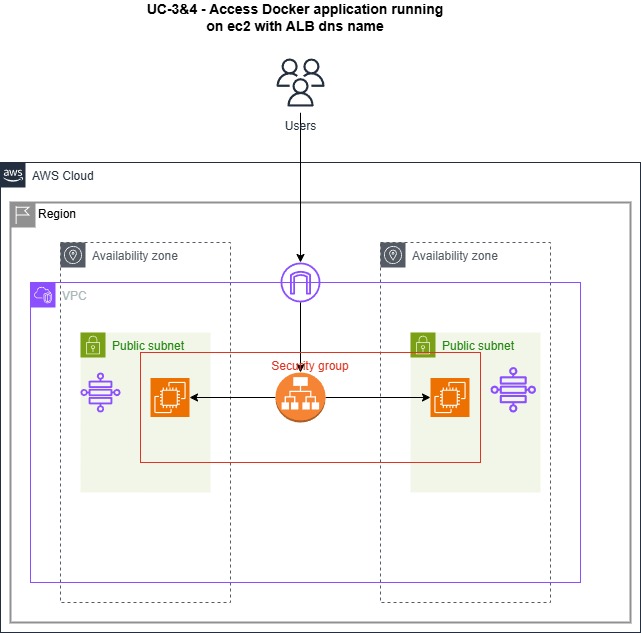 UC-3&4 - Access Docker application running
on ec2 with ALB dns name
Users
aws
AWS Cloud
Region
Availability zone
Availability zone
VPC
Public subnet
Public subnet
Security group